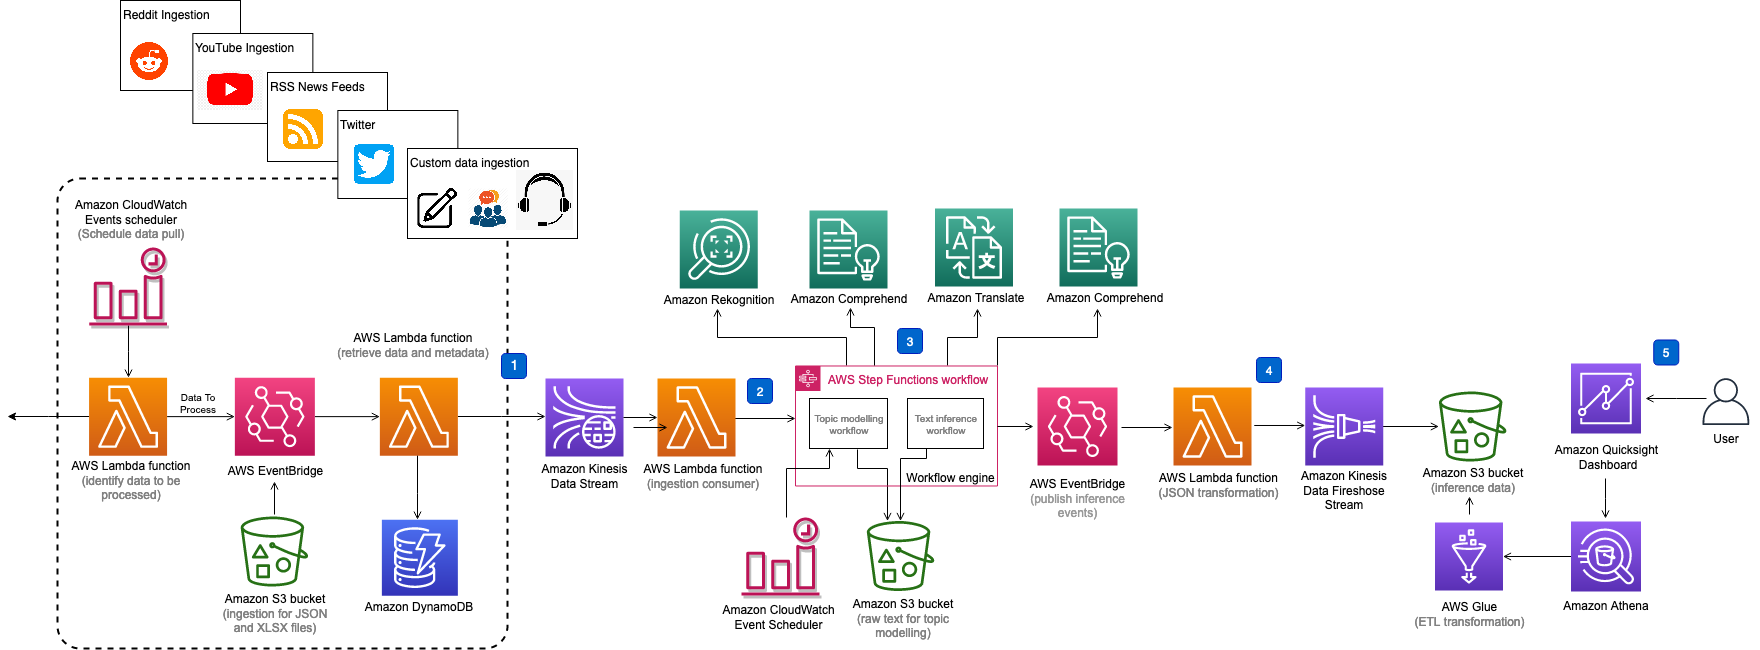 Reddit Ingestion
YouTube Ingestion
RSS News Feeds
Twitter
Custom data ingestion
Amazon CloudWatch
Events scheduler
(Schedule data pull)
AWS Lambda function
(identify data to be
processed)
Data To
Process
AWS EventBridge
Amazon S3 bucket
(ingestion for JSON
and XLSX files)
AWS Lambda function
(retrieve data and metadata)
Amazon DynamoDB
1
Amazon Kinesis
Data Stream
AWS Lambda function
(ingestion consumer)
2
Amazon Rekognition
Amazon Comprehend
Amazon Translate
Amazon Comprehend
3
AWS Step Functions workflow
Topic modelling
workflow
Text inference
workflow
Workflow engine
Amazon CloudWatch
Event Scheduler
Amazon S3 bucket
(raw text for topic
modelling)
AWS EventBridge
(publish inference
events)
4
AWS Lambda function
(JSON transformation)
Amazon Kinesis
Data Fireshose
Stream
Amazon S3 bucket
(inference data)
AWS Glue
(ETL transformation)
5
Amazon Quicksight
Dashboard
Amazon Athena
User